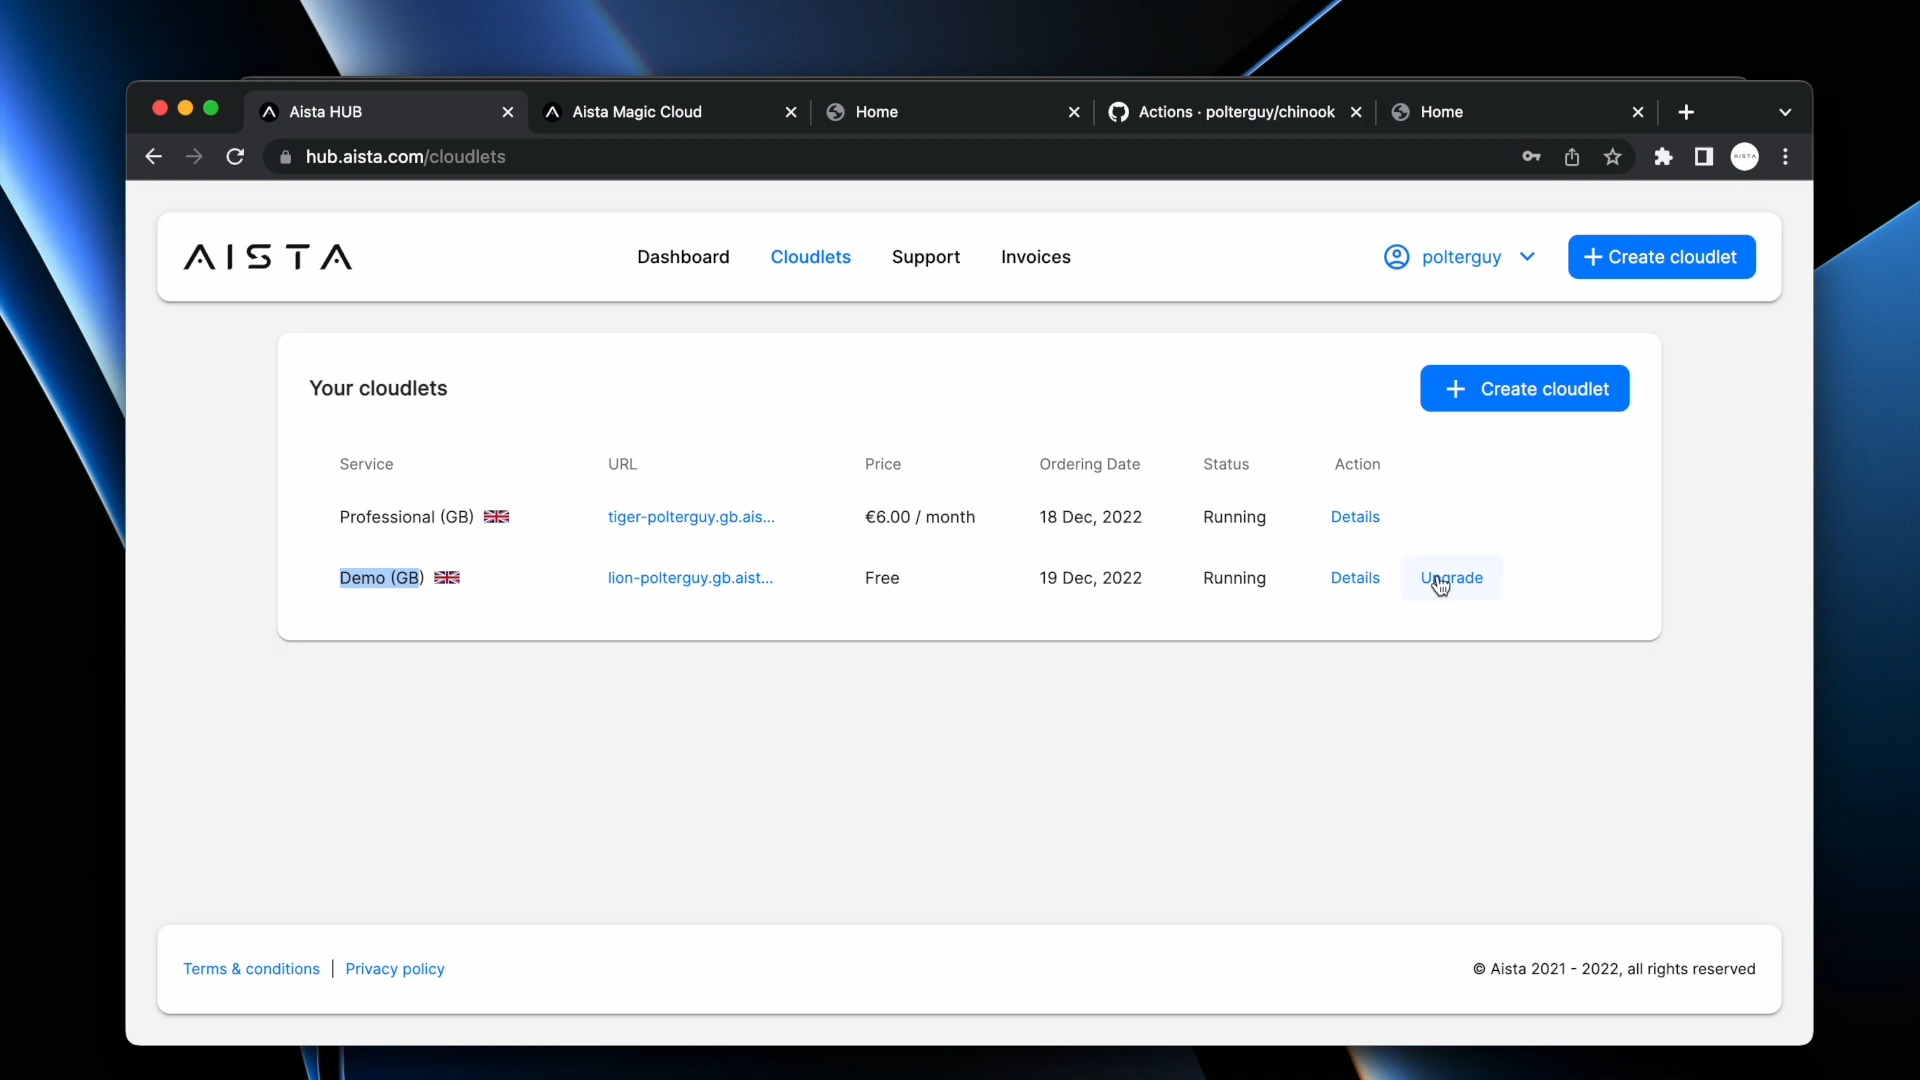 Aista HUB
Aista Magic Cloud
Home
Actions · polterguy/chinook
Home
hub.aista.com/cloudlets
AISTA
AISTA
Dashboard
Cloudlets
Support
Invoices
polterguy
+ Create cloudlet
Your cloudlets
+ Create cloudlet
Service URL Price Ordering Date Status Action
Professional (GB) tiger-polterguy.gb.ais... €6.00 / month 18 Dec, 2022 Running Details
Demo (GB) lion-polterguy.gb.aist... Free 19 Dec, 2022 Running Details Upgrade
Terms & conditions | Privacy policy
© Aista 2021 - 2022, all rights reserved